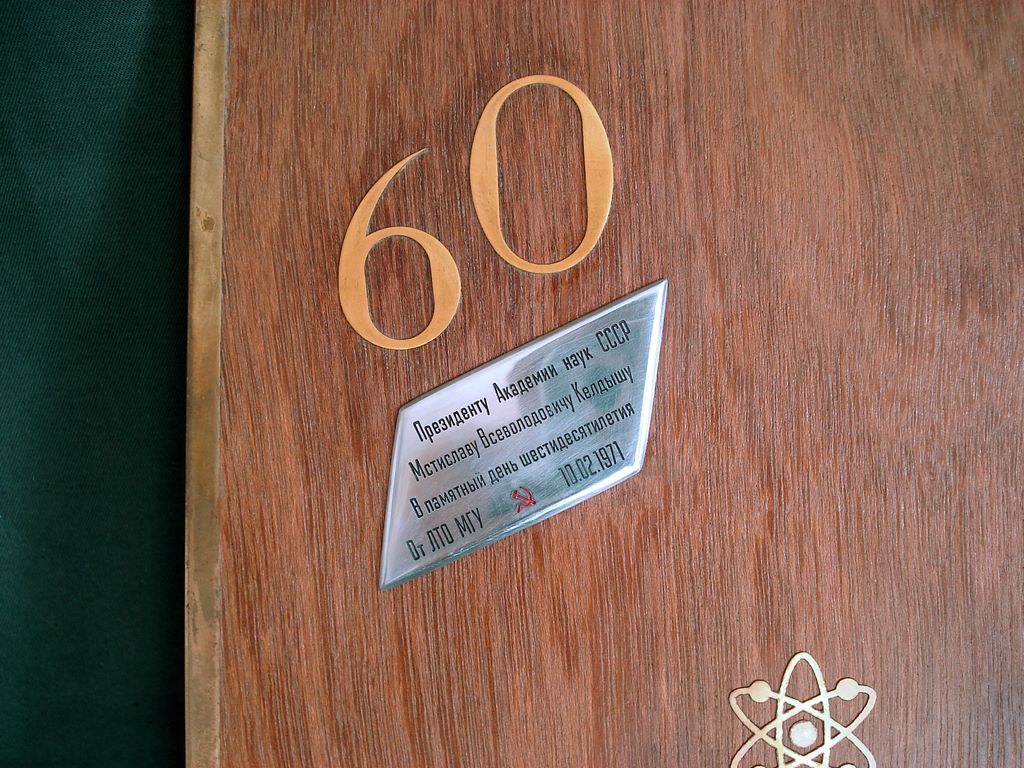 60
Президенту Академии наук СССР
Мстиславу Всеволодовичу Келдышу
В памятный день шестидесятилетия
От ЛТО МГУ 10.02.1971